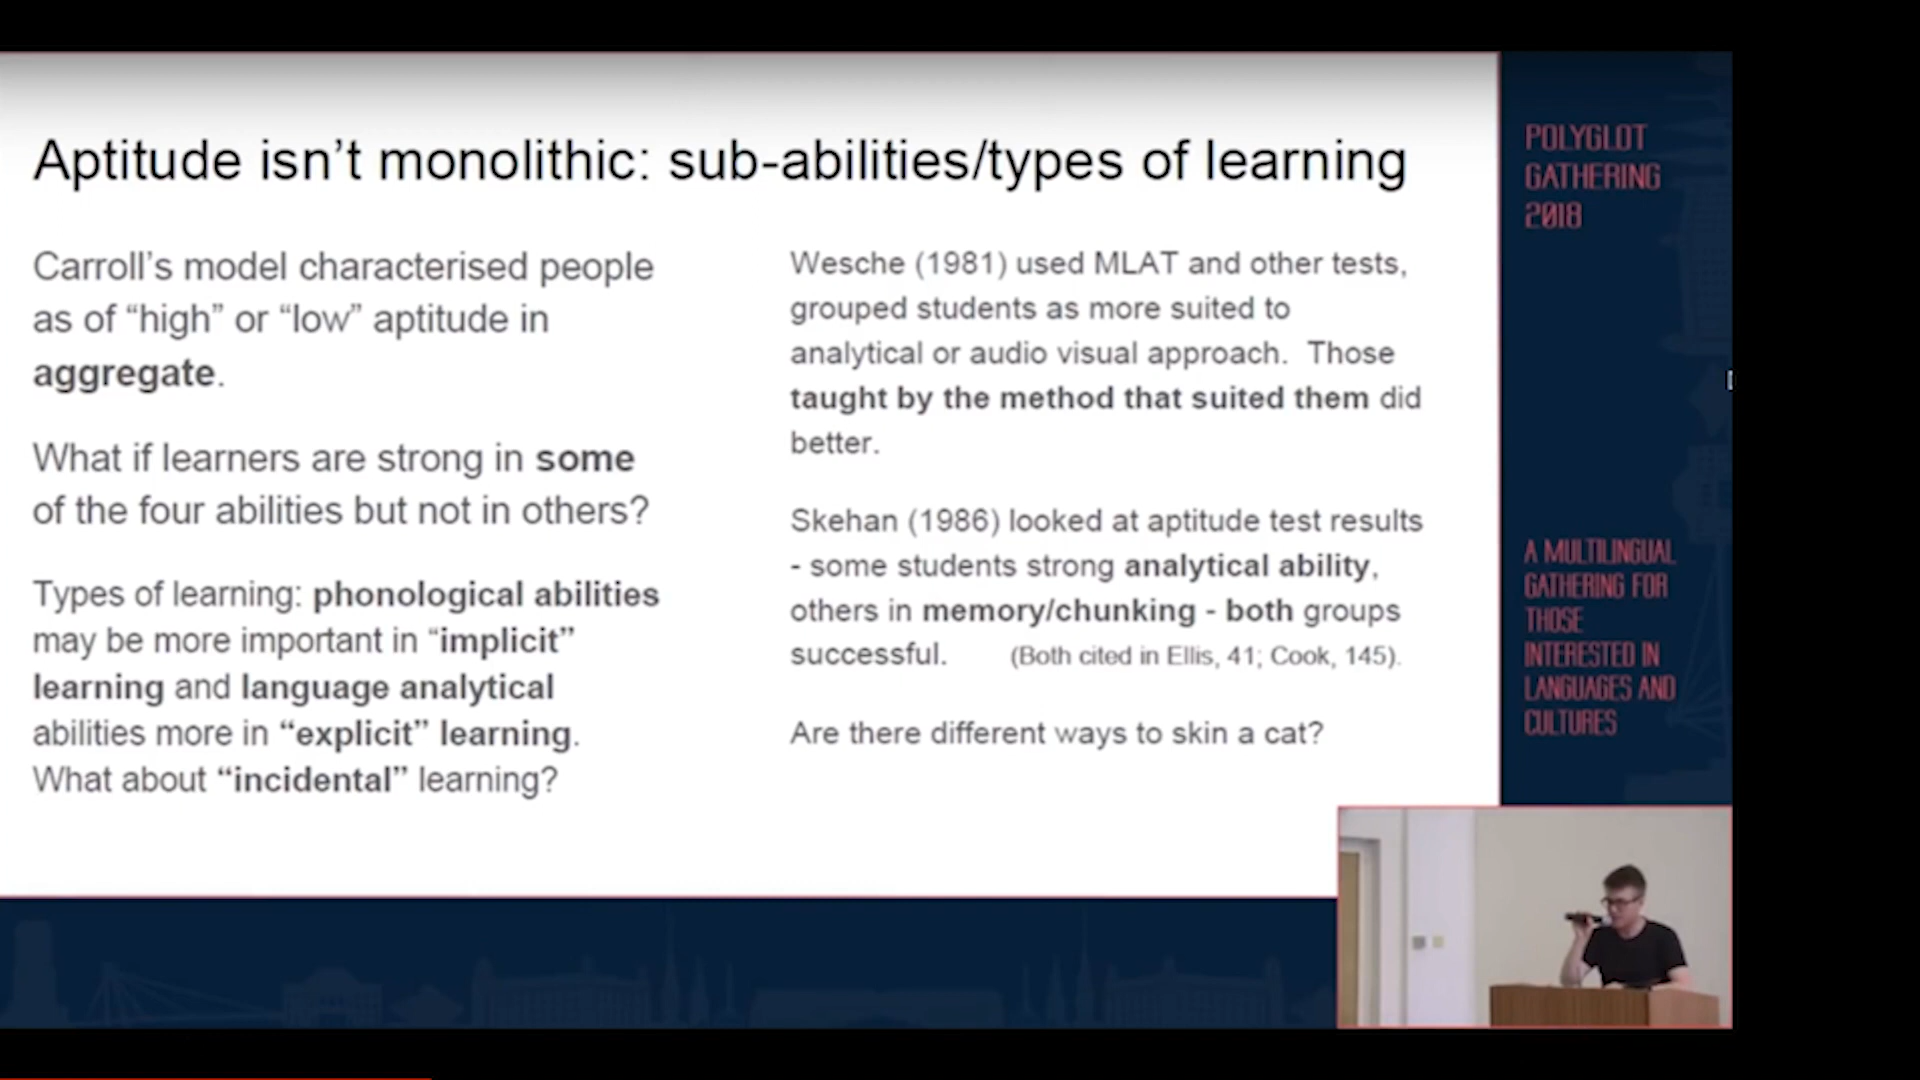 Aptitude isn’t monolithic: sub-abilities/types of learning
Carroll’s model characterised people
as of “high” or “low” aptitude in
aggregate.
What if learners are strong in some
of the four abilities but not in others?
Types of learning: phonological abilities
may be more important in “implicit”
learning and language analytical
abilities more in “explicit” learning.
What about “incidental” learning?
Wesche (1981) used MLAT and other tests,
grouped students as more suited to
analytical or audio visual approach.  Those
taught by the method that suited them did
better.
Skehan (1986) looked at aptitude test results
- some students strong analytical ability,
others in memory/chunking - both groups
successful. (Both cited in Ellis, 41; Cook, 145).
Are there different ways to skin a cat?
POLYGLOT
GATHERING
2018
A MULTILINGUAL
GATHERING FOR
THOSE
INTERESTED IN
LANGUAGES AND
CULTURES